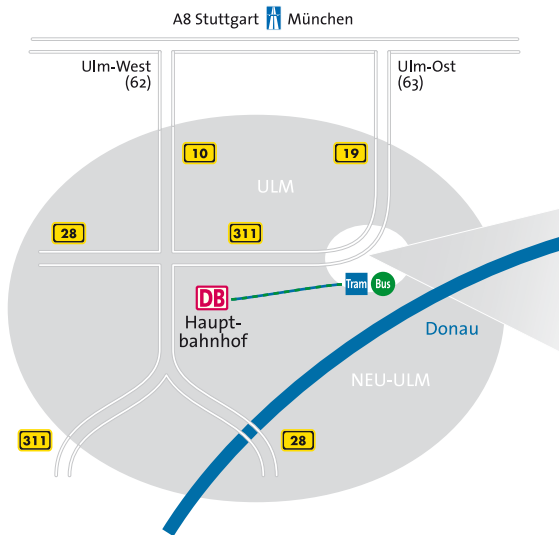 A8 Stuttgart München
Ulm-West
(62)
Ulm-Ost
(63)
10
19
ULM
28
311
DB
Haupt-
bahnhof
Tram Bus
Donau
NEU-ULM
311
28